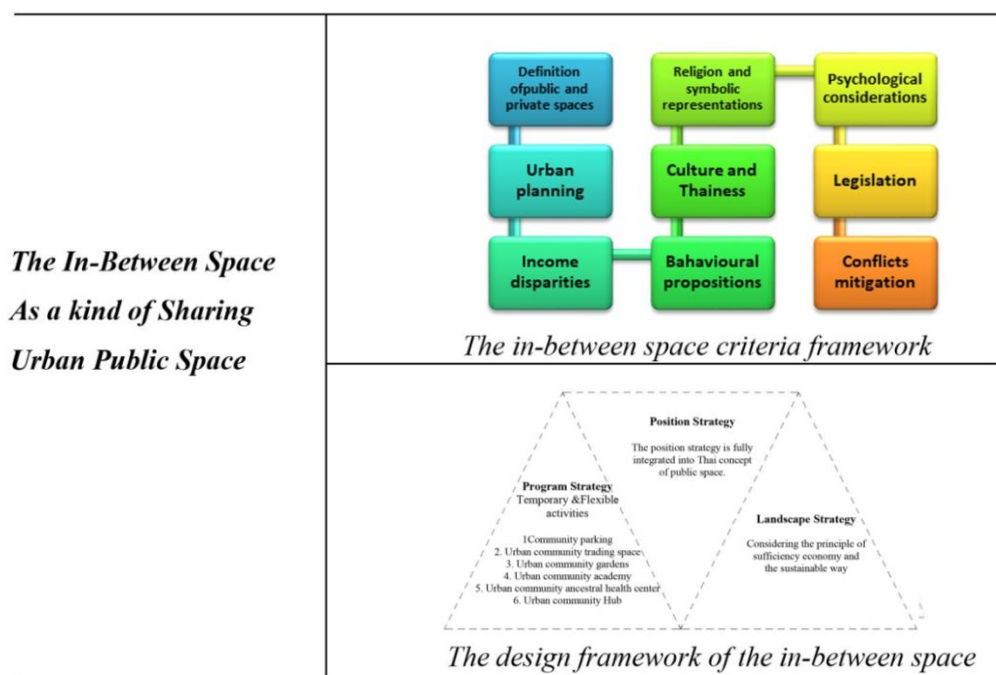 The In-Between Space
As a kind of Sharing
Urban Public Space
Definition
ofpublic and
private spaces
Urban
planning
Income
disparities
Bahavioural
propositions
Culture and
Thainess
Religion and
symbolic
representations
Psychological
considerations
Legislation
Conflicts
mitigation
The in-between space criteria framework
Position Strategy
The position strategy is fully
integrated into Thai concept
of public space.
Program Strategy
Temporary &Flexible
activities
1Community parking
2. Urban community trading space
3. Urban community gardens
4. Urban community academy
5. Urban community ancestral health center
6. Urban community Hub
Landscape Strategy
Considering the principle of
sufficiency economy and
the sustainable way
The design framework of the in-between space